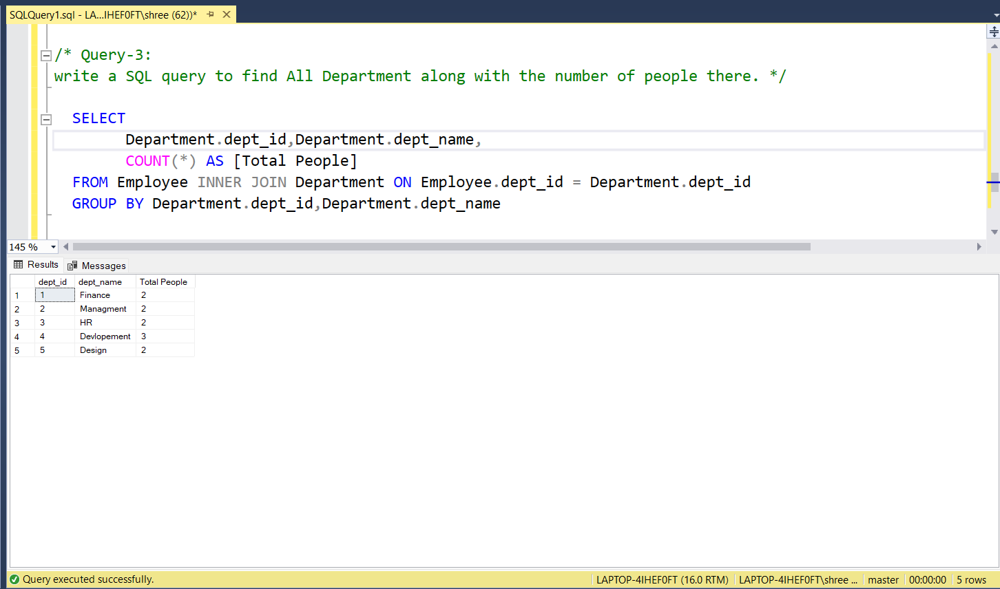 SQLQuery1.sql - LA...IHEF0FT\shree (62))*
/* Query-3:
write a SQL query to find All Department along with the number of people there. */
SELECT
Department.dept_id,Department.dept_name,
COUNT(*) AS [Total People]
FROM Employee INNER JOIN Department ON Employee.dept_id = Department.dept_id
GROUP BY Department.dept_id,Department.dept_name
145 %
Results Messages
dept_id dept_name Total People
1 1 Finance 2
2 2 Managment 2
3 3 HR 2
4 4 Devlopement 3
5 5 Design 2
Query executed successfully. LAPTOP-4IHEF0FT (16.0 RTM) LAPTOP-4IHEF0FT\shree ... master 00:00:00 5 rows